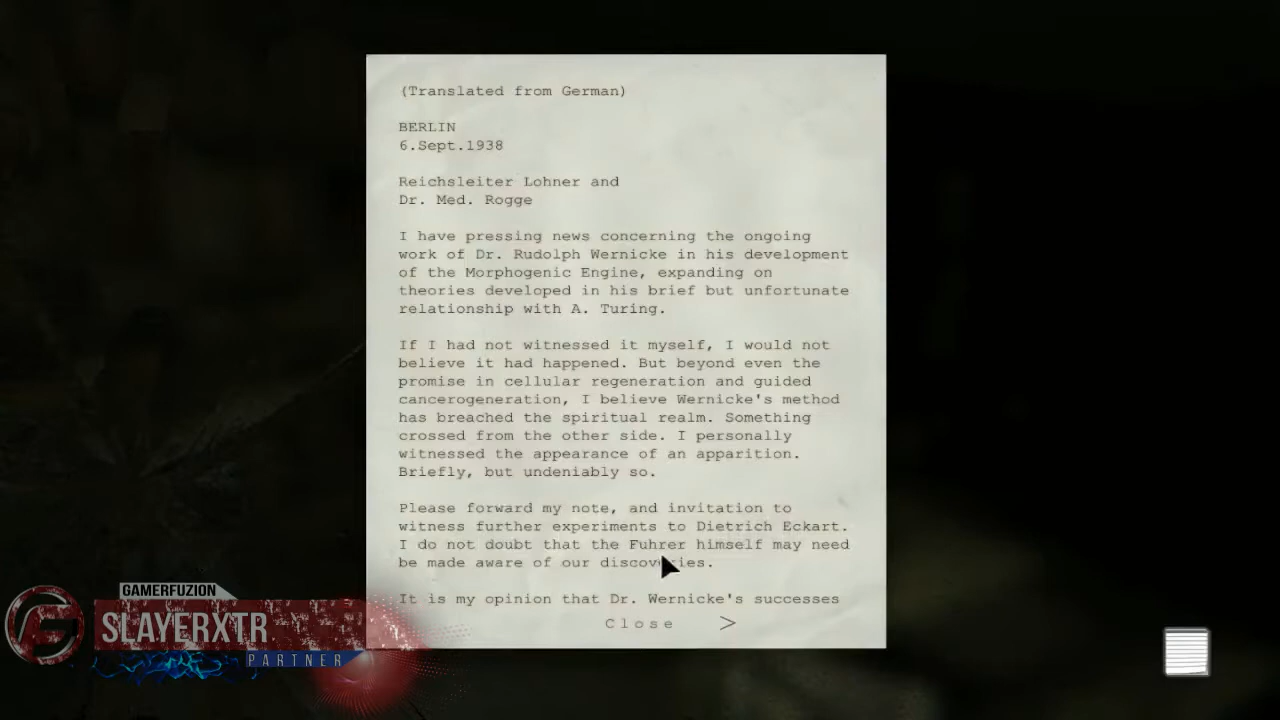 (Translated from German)
BERLIN
6.Sept.1938
Reichsleiter Lohner and
Dr. Med. Rogge
I have pressing news concerning the ongoing
work of Dr. Rudolph Wernicke in his development
of the Morphogenic Engine, expanding on
theories developed in his brief but unfortunate
relationship with A. Turing.
If I had not witnessed it myself, I would not
believe it had happened. But beyond even the
promise in cellular regeneration and guided
cancerogeneration, I believe Wernicke's method
has breached the spiritual realm. Something
crossed from the other side. I personally
witnessed the appearance of an apparition.
Briefly, but undeniably so.
Please forward my note, and invitation to
witness further experiments to Dietrich Eckart.
I do not doubt that the Fuhrer himself may need
be made aware of our discoveries.
It is my opinion that Dr. Wernicke's successes
Close >
GAMERFUZION
SLAYERXTR
PARTNER